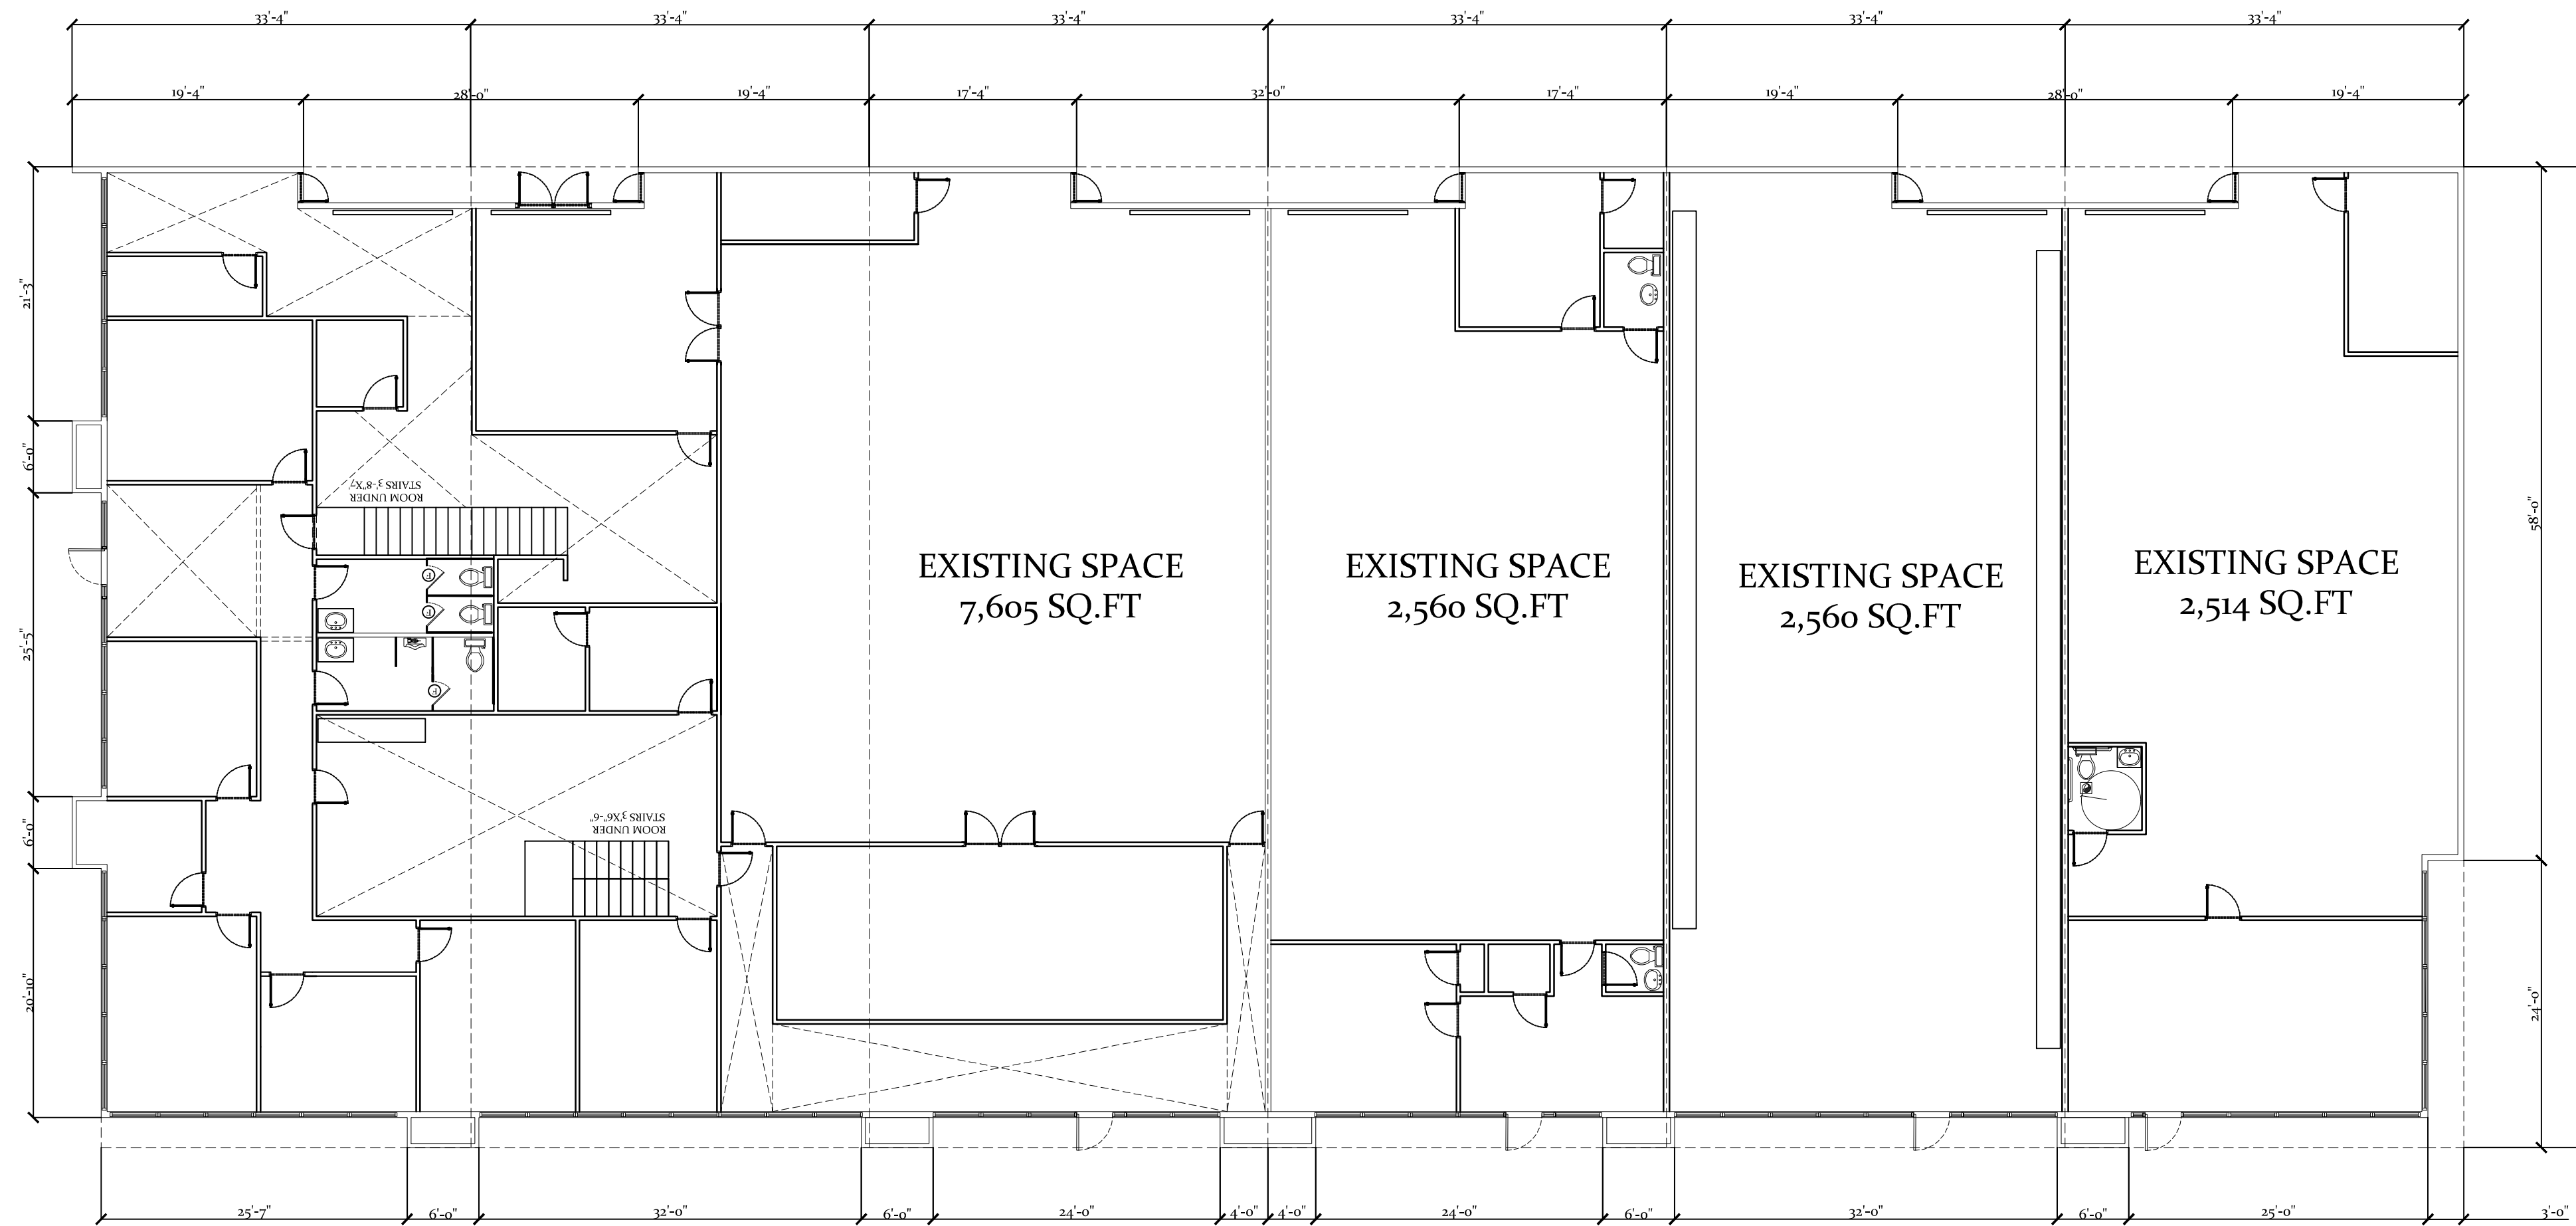 33'-4" 33'-4" 33'-4" 33'-4" 33'-4" 33'-4"
19'-4" 28'-0" 19'-4" 17'-4" 32'-0" 17'-4" 19'-4" 28'-0" 19'-4"
21'-3"
6'-0"
25'-5"
6'-0"
20'-10"
ROOM UNDER
STAIRS 3'-8"X7'
F
F
F
ROOM UNDER
STAIRS 3'X6'-6"
EXISTING SPACE
7,605 SQ.FT
EXISTING SPACE
2,560 SQ.FT
EXISTING SPACE
2,560 SQ.FT
EXISTING SPACE
2,514 SQ.FT
58'-0"
24'-0"
25'-7" 6'-0" 32'-0" 6'-0" 24'-0" 4'-0" 4'-0" 24'-0" 6'-0" 32'-0" 6'-0" 25'-0" 3'-0"